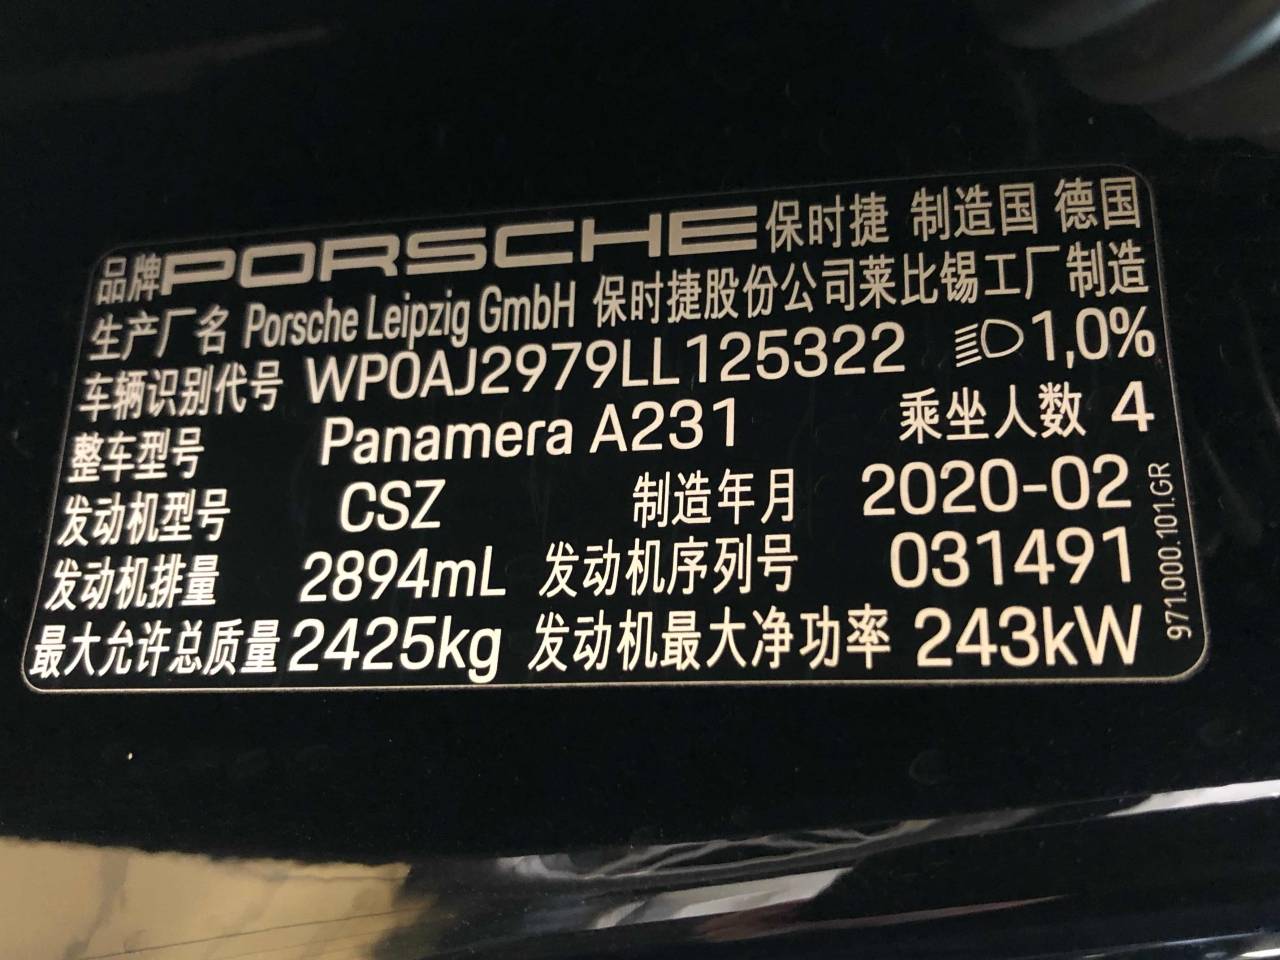 品牌 PORSCHE 保时捷 制造国 德国
生产厂名 Porsche Leipzig GmbH 保时捷股份公司莱比锡工厂制造
车辆识别代号 WP0AJ2979LL125322 1,0%
整车型号 Panamera A231 乘坐人数 4
发动机型号 CSZ 制造年月 2020-02
发动机排量 2894mL 发动机序列号 031491
最大允许总质量 2425kg 发动机最大净功率 243kW
971.000.101.GR